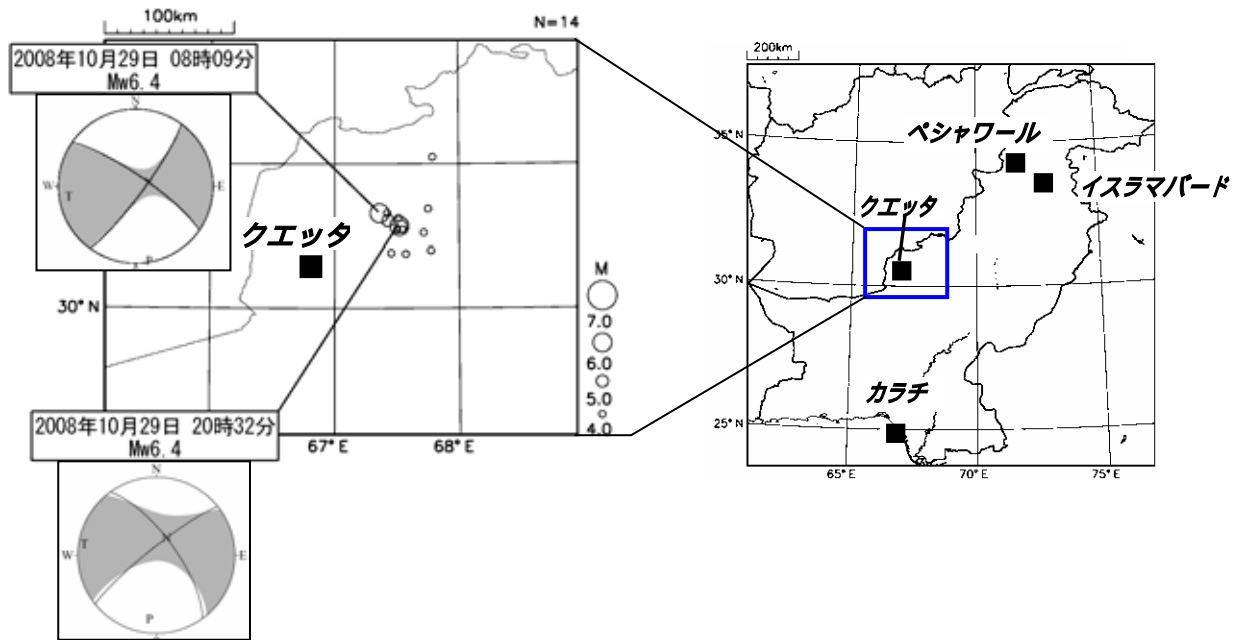 100km
N=14
2008年10月29日 08時09分
Mw6.4
N
W
T
E
P
クエッタ
30° N
M
7.0
6.0
5.0
4.0
67° E
68° E
2008年10月29日 20時32分
Mw6.4
N
W
T
E
P
200km
35° N
ペシャワール
イスラマバード
クエッタ
30° N
カラチ
25° N
65° E
70° E
75° E